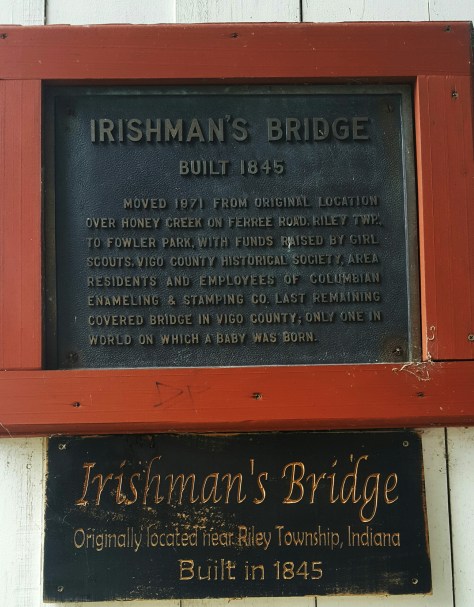 IRISHMAN'S BRIDGE
BUILT 1845
MOVED 1971 FROM ORIGINAL LOCATION
OVER HONEY CREEK ON FERREE ROAD, RILEY TWP.,
TO FOWLER PARK, WITH FUNDS RAISED BY GIRL
SCOUTS, VIGO COUNTY HISTORICAL SOCIETY, AREA
RESIDENTS AND EMPLOYEES OF COLUMBIAN
ENAMELING & STAMPING CO. LAST REMAINING
COVERED BRIDGE IN VIGO COUNTY; ONLY ONE IN
WORLD ON WHICH A BABY WAS BORN.
DP
Irishman's Bridge
Originally located near Riley Township, Indiana
Built in 1845